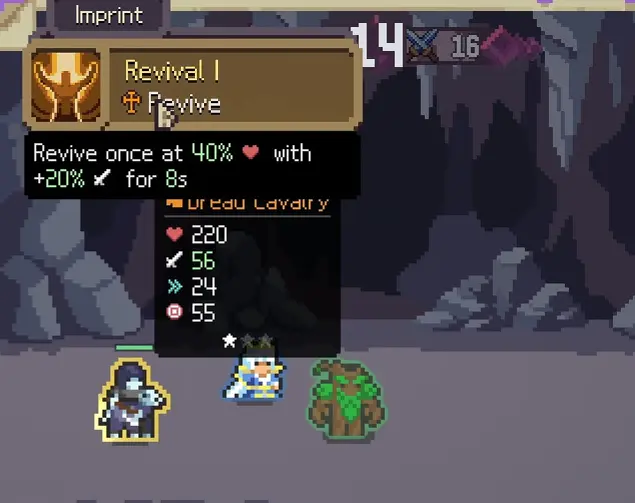 Imprint
Revival I
Revive
14
16
Revive once at 40% with
+20% for 8s
Dread Cavalry
220
56
24
55